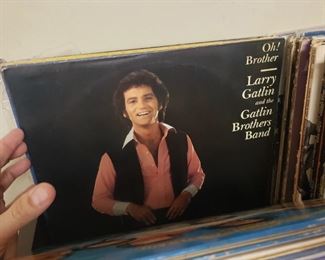 Oh!
Brother
Larry
Gatlin
and the
Gatlin
Brothers
Band